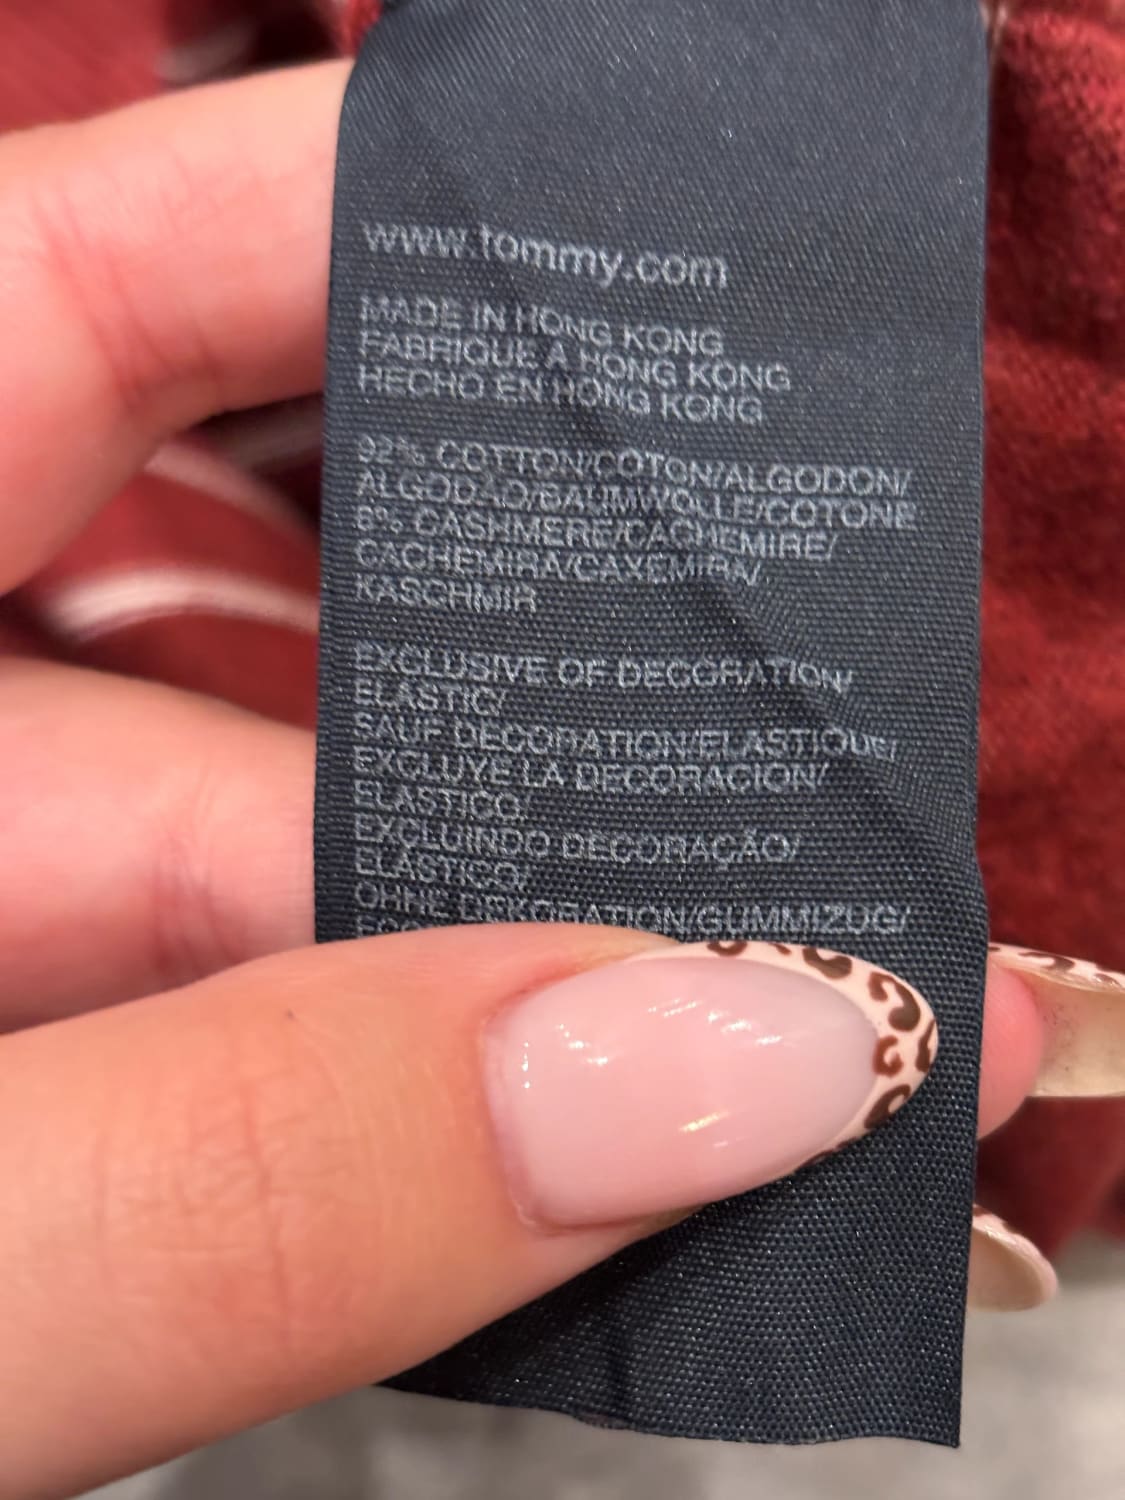 www.tommy.com
MADE IN HONG KONG
FABRIQUE A HONG KONG
HECHO EN HONG KONG
92% COTTON/COTON/ALGODON/
ALGODÃO/BAUMWOLLE/COTONE
8% CASHMERE/CACHEMIRE/
CACHEMIRA/CAXEMIRA/
KASCHMIR
EXCLUSIVE OF DECORATION/
ELASTIC/
SAUF DECORATION/ELASTIQUE/
EXCLUYE LA DECORACION/
ELASTICO/
EXCLUINDO DECORAÇÃO/
ELASTICO/
OHNE DEKORATION/GUMMIZUG/